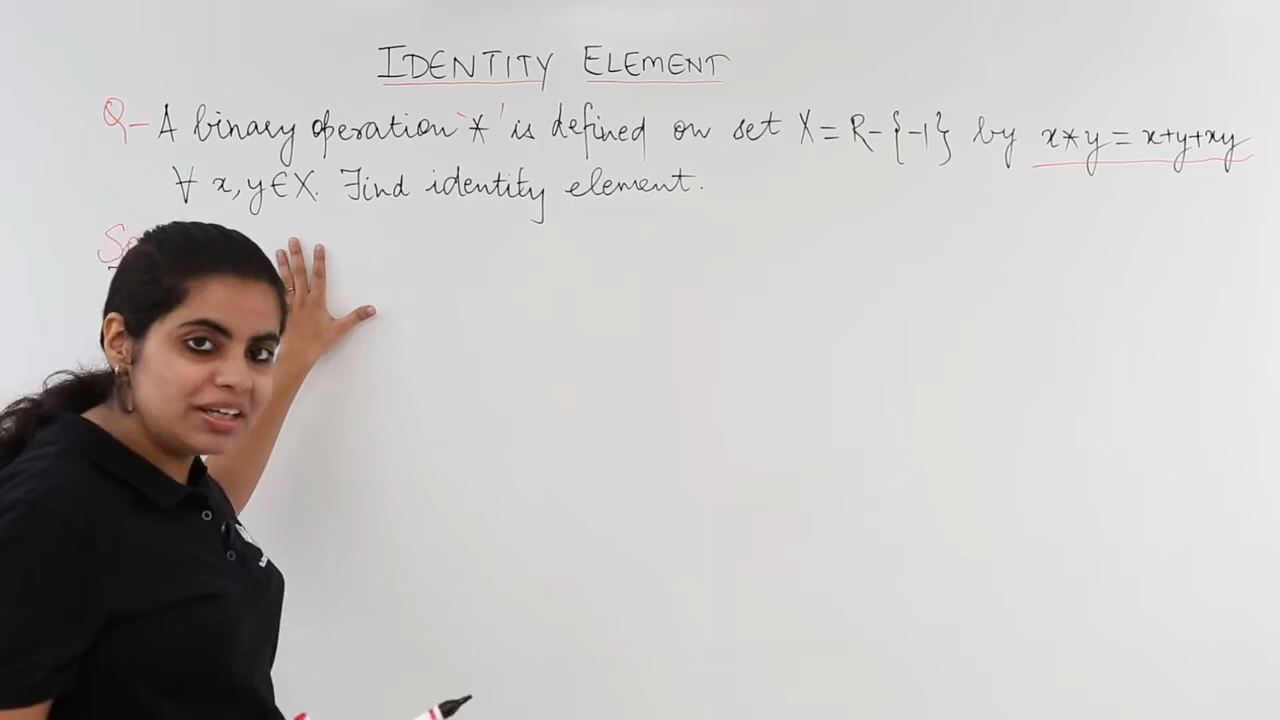 IDENTITY ELEMENT
Q- A binary operation '*' is defined on set X = R-{-1} by x*y = x+y+xy
∀ x, y ∈ X. Find identity element.